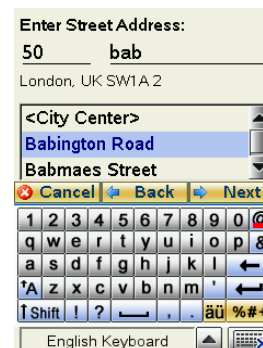 Enter Street Address:
50 bab
London, UK SW1A 2
<City Center>
Babington Road
Babmaes Street
Cancel Back Next
1 2 3 4 5 6 7 8 9 0 @
q w e r t y u i o p &
a s d f g h j k l
↑A z x c v b n m '
↑Shift ! ? , . äü %#+
English Keyboard